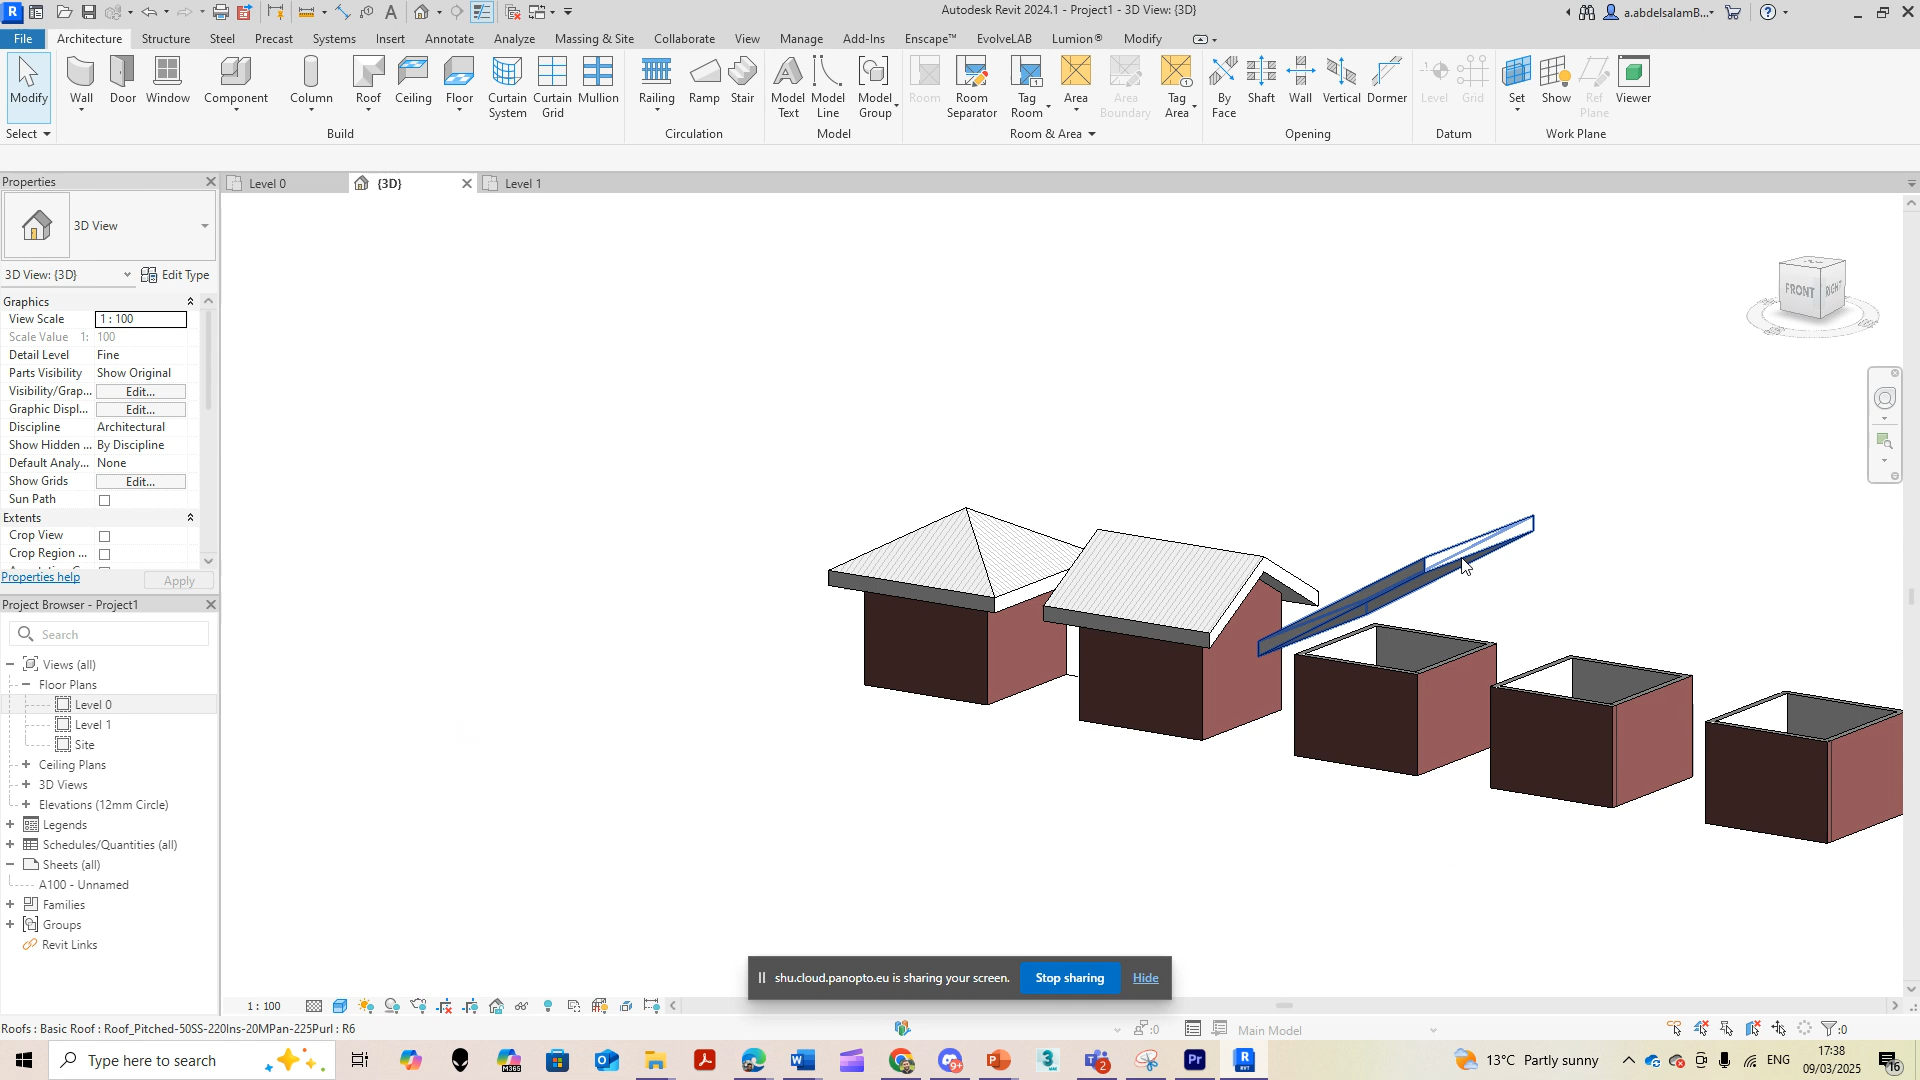 Autodesk Revit 2024.1 - Project1 - 3D View: {3D}
a.abdelsalamB...
File Architecture Structure Steel Precast Systems Insert Annotate Analyze Massing & Site Collaborate View Manage Add-Ins Enscape™ EvolveLAB Lumion® Modify
Modify Wall Door Window Component Column Roof Ceiling Floor Curtain System Curtain Grid Mullion Railing Ramp Stair Model Text Model Line Model Group Room Room Separator Tag Room Area Area Boundary Tag Area By Face Shaft Wall Vertical Dormer Level Grid Set Show Ref Plane Viewer
Select Build Circulation Model Room & Area Opening Datum Work Plane
Properties
Level 0
{3D}
Level 1
3D View
3D View: {3D}
Edit Type
Graphics
View Scale 1 : 100
Scale Value 1: 100
Detail Level Fine
Parts Visibility Show Original
Visibility/Grap... Edit...
Graphic Displ... Edit...
Discipline Architectural
Show Hidden ... By Discipline
Default Analy... None
Show Grids Edit...
Sun Path
Extents
Crop View
Crop Region ...
Properties help
Apply
FRONT
RIGHT
Project Browser - Project1
Search
Views (all)
Floor Plans
Level 0
Level 1
Site
Ceiling Plans
3D Views
Elevations (12mm Circle)
Legends
Schedules/Quantities (all)
Sheets (all)
A100 - Unnamed
Families
Groups
Revit Links
shu.cloud.panopto.eu is sharing your screen.
Stop sharing
Hide
1 : 100
Roofs : Basic Roof : Roof_Pitched-50SS-220Ins-20MPan-225Purl : R6
:0
Main Model
:0
Type here to search
13°C Partly sunny
ENG
17:38
09/03/2025
16